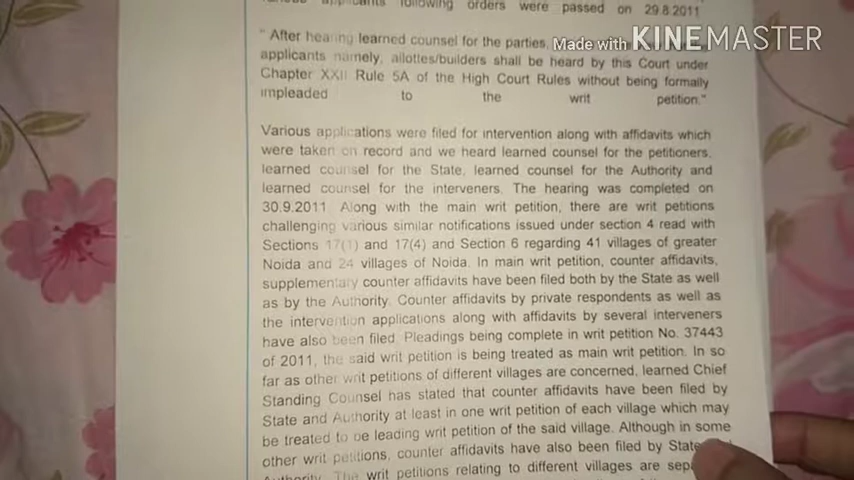 applicants following orders were passed on 29.8.2011
" After hearing learned counsel for the parties,
applicants namely, allottes/builders shall be heard by this Court under
Chapter XXII Rule 5A of the High Court Rules without being formally
impleaded to the writ petition."
Various applications were filed for intervention along with affidavits which
were taken on record and we heard learned counsel for the petitioners,
learned counsel for the State, learned counsel for the Authority and
learned counsel for the interveners. The hearing was completed on
30.9.2011. Along with the main writ petition, there are writ petitions
challenging various similar notifications issued under section 4 read with
Sections 17(1) and 17(4) and Section 6 regarding 41 villages of greater
Noida and 24 villages of Noida. In main writ petition, counter affidavits,
supplementary counter affidavits have been filed both by the State as well
as by the Authority. Counter affidavits by private respondents as well as
the intervention applications along with affidavits by several interveners
have also been filed. Pleadings being complete in writ petition No. 37443
of 2011, the said writ petition is being treated as main writ petition. In so
far as other writ petitions of different villages are concerned, learned Chief
Standing Counsel has stated that counter affidavits have been filed by
State and Authority at least in one writ petition of each village which may
be treated to be leading writ petition of the said village. Although in some
other writ petitions, counter affidavits have also been filed by State
Authority. The writ petitions relating to different villages are
Made with KINEMASTER